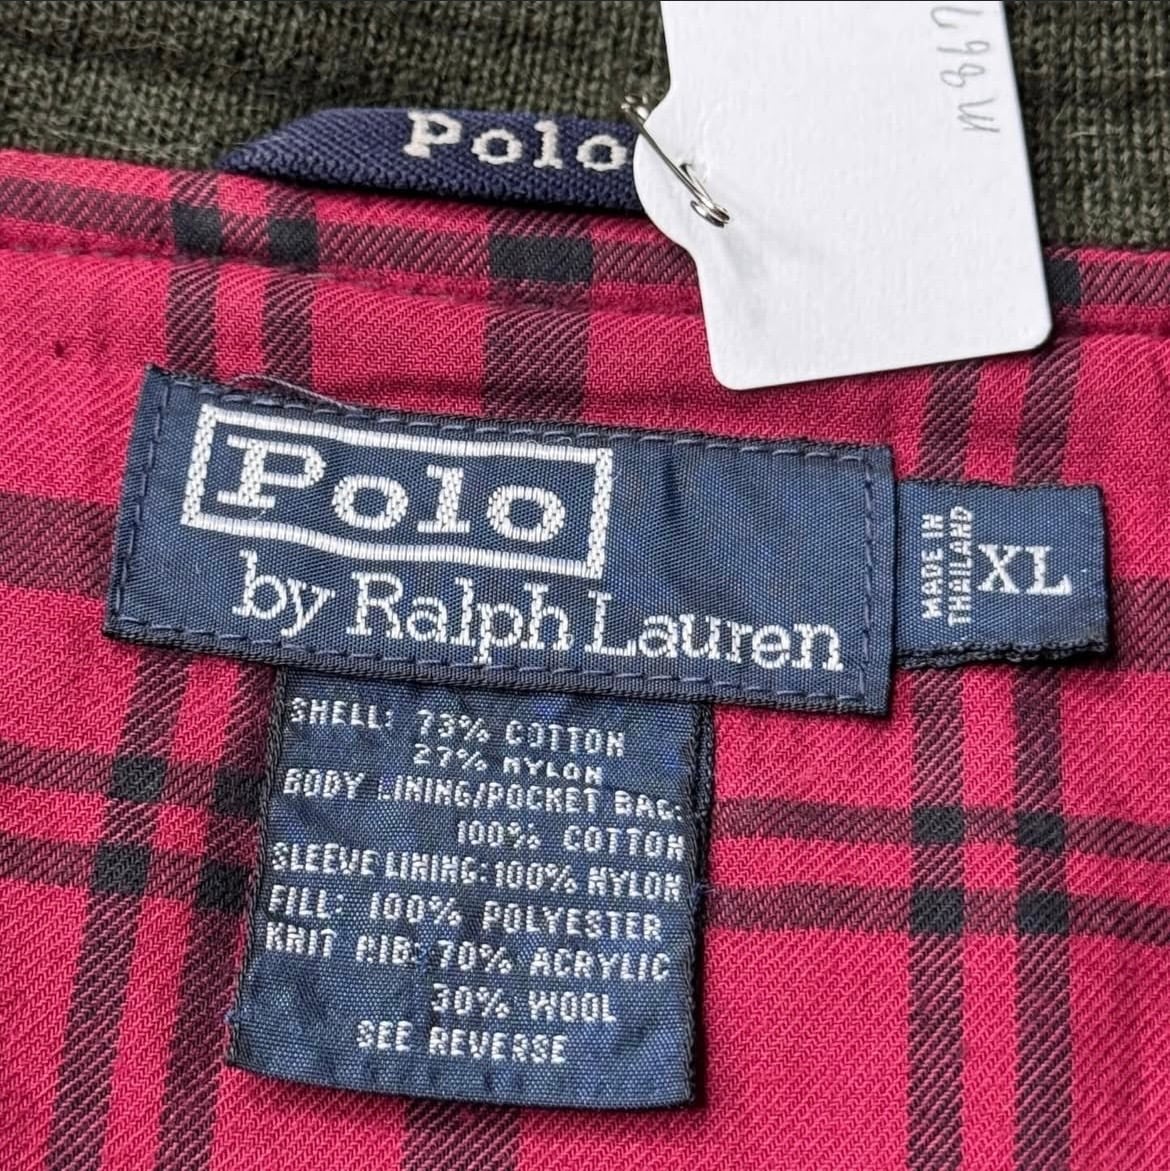 M867
Polo
Polo
by Ralph Lauren
MADE IN
THAILAND
XL
SHELL: 73% COTTON
27% NYLON
BODY LINING/POCKET BAG:
100% COTTON
SLEEVE LINING: 100% NYLON
FILL: 100% POLYESTER
KNIT RIB: 70% ACRYLIC
30% WOOL
SEE REVERSE